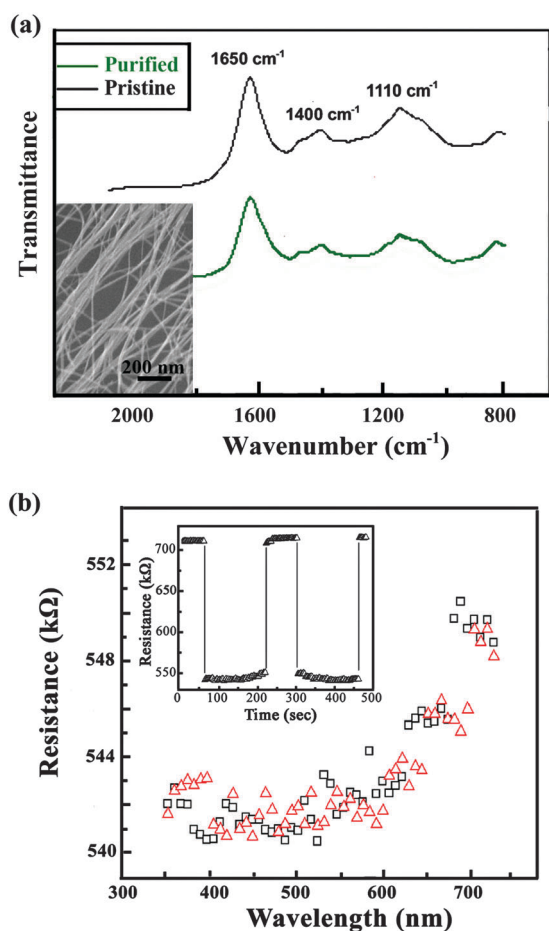 (a)
Purified
Pristine
1650 cm-1
1400 cm-1
1110 cm-1
Transmittance
200 nm
2000 1600 1200 800
Wavenumber (cm-1)
(b)
552
548
544
540
Resistance (kΩ)
700
650
600
550
Resistance (kΩ)
0 100 200 300 400 500
Time (sec)
300 400 500 600 700
Wavelength (nm)